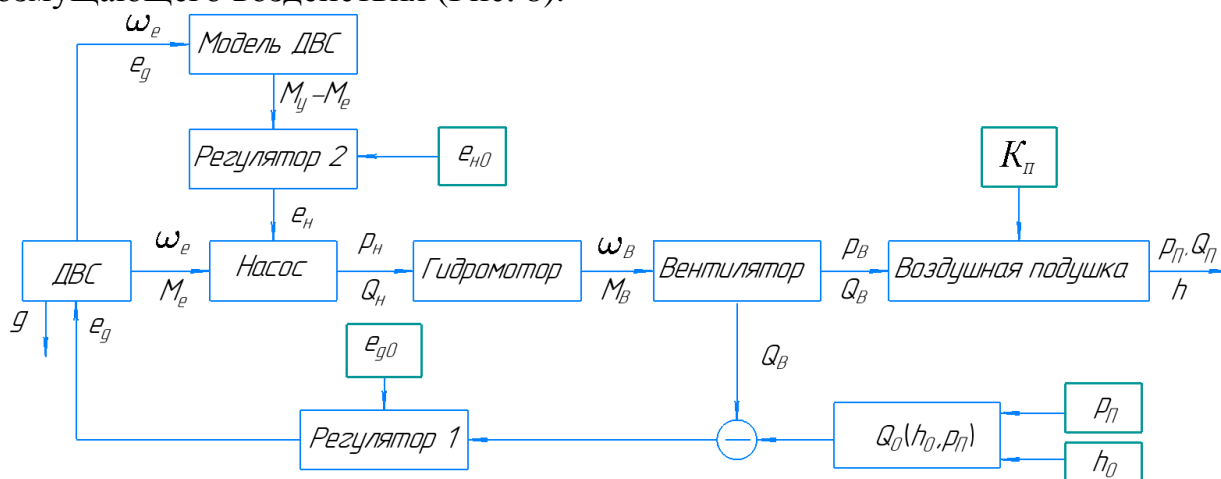 озмущающего воздействия (Рис. 8).
ω_e
e_g
Модель ДВС
M_y–M_e
Регулятор 2
e_н0
K_п
e_н
ДВС
ω_e
M_e
Насос
p_н
Q_н
Гидромотор
ω_В
M_В
Вентилятор
p_В
Q_В
Воздушная подушка
p_П, Q_П
h
g
e_g
e_g0
Q_В
Регулятор 1
—
Q_0(h_0,p_П)
p_П
h_0